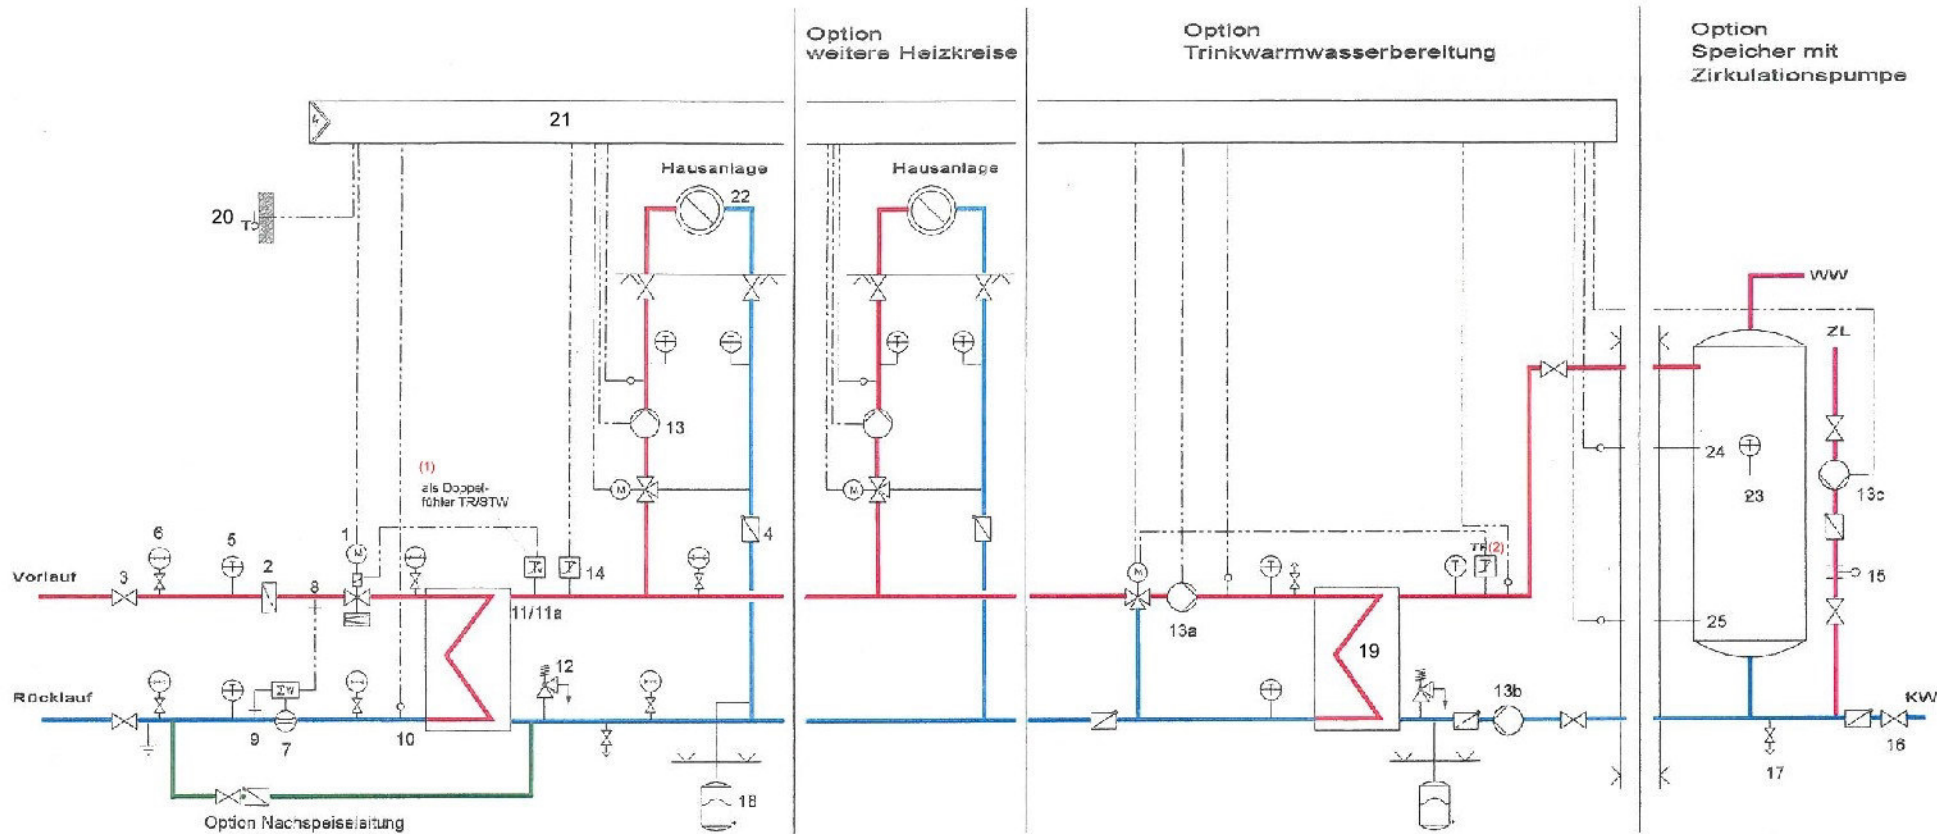 Option
weitere Heizkreise
Option
Trinkwarmwasserbereitung
Option
Speicher mit
Zirkulationspumpe
21
Hausanlage
Hausanlage
22
20
WW
ZL
13
(1)
als Doppel-
fühler TR/STW
24
23
13c
6
5
2
1
4
M
M
M
M
TR(2)
Vorlauf
3
8
14
15
11/11a
13a
25
12
19
13b
Rücklauf
KW
9
7
10
16
17
18
Option Nachspeiseleitung